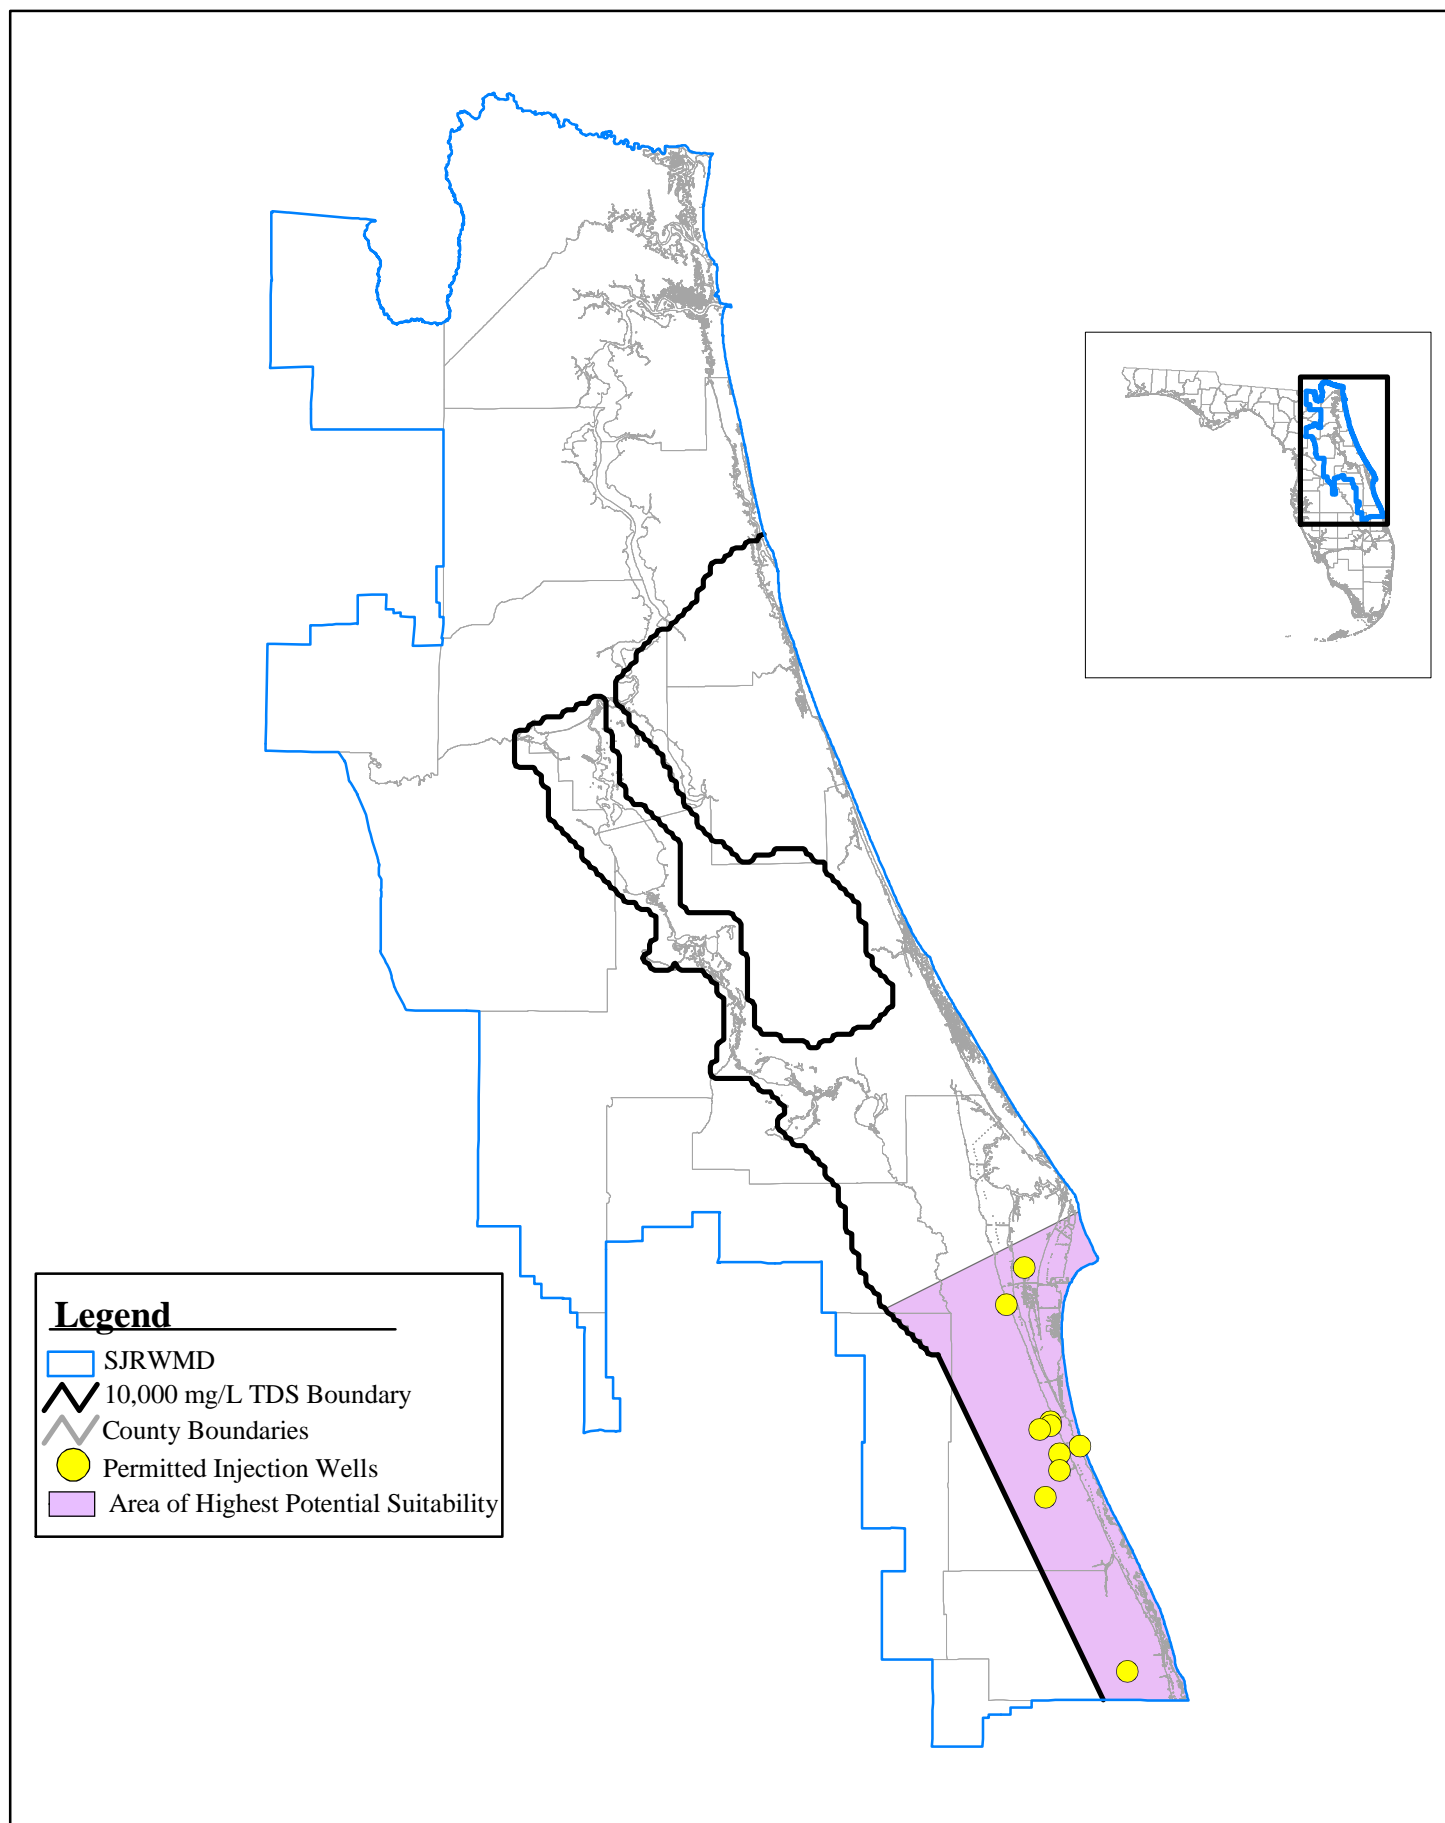 Legend
SJRWMD
10,000 mg/L TDS Boundary
County Boundaries
Permitted Injection Wells
Area of Highest Potential Suitability